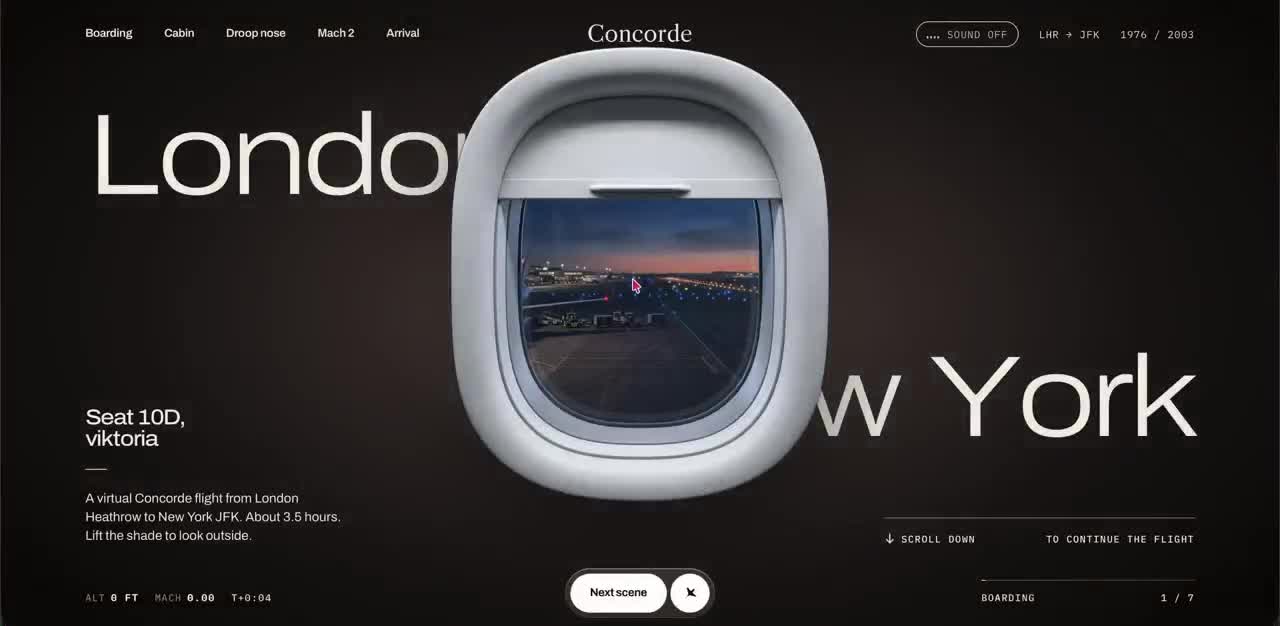 Boarding Cabin Droop nose Mach 2 Arrival
Concorde
.... SOUND OFF LHR → JFK 1976 / 2003
Londo
w York
Seat 10D,
viktoria
A virtual Concorde flight from London
Heathrow to New York JFK. About 3.5 hours.
Lift the shade to look outside.
↓ SCROLL DOWN TO CONTINUE THE FLIGHT
ALT 0 FT MACH 0.00 T+0:04
Next scene
BOARDING 1 / 7